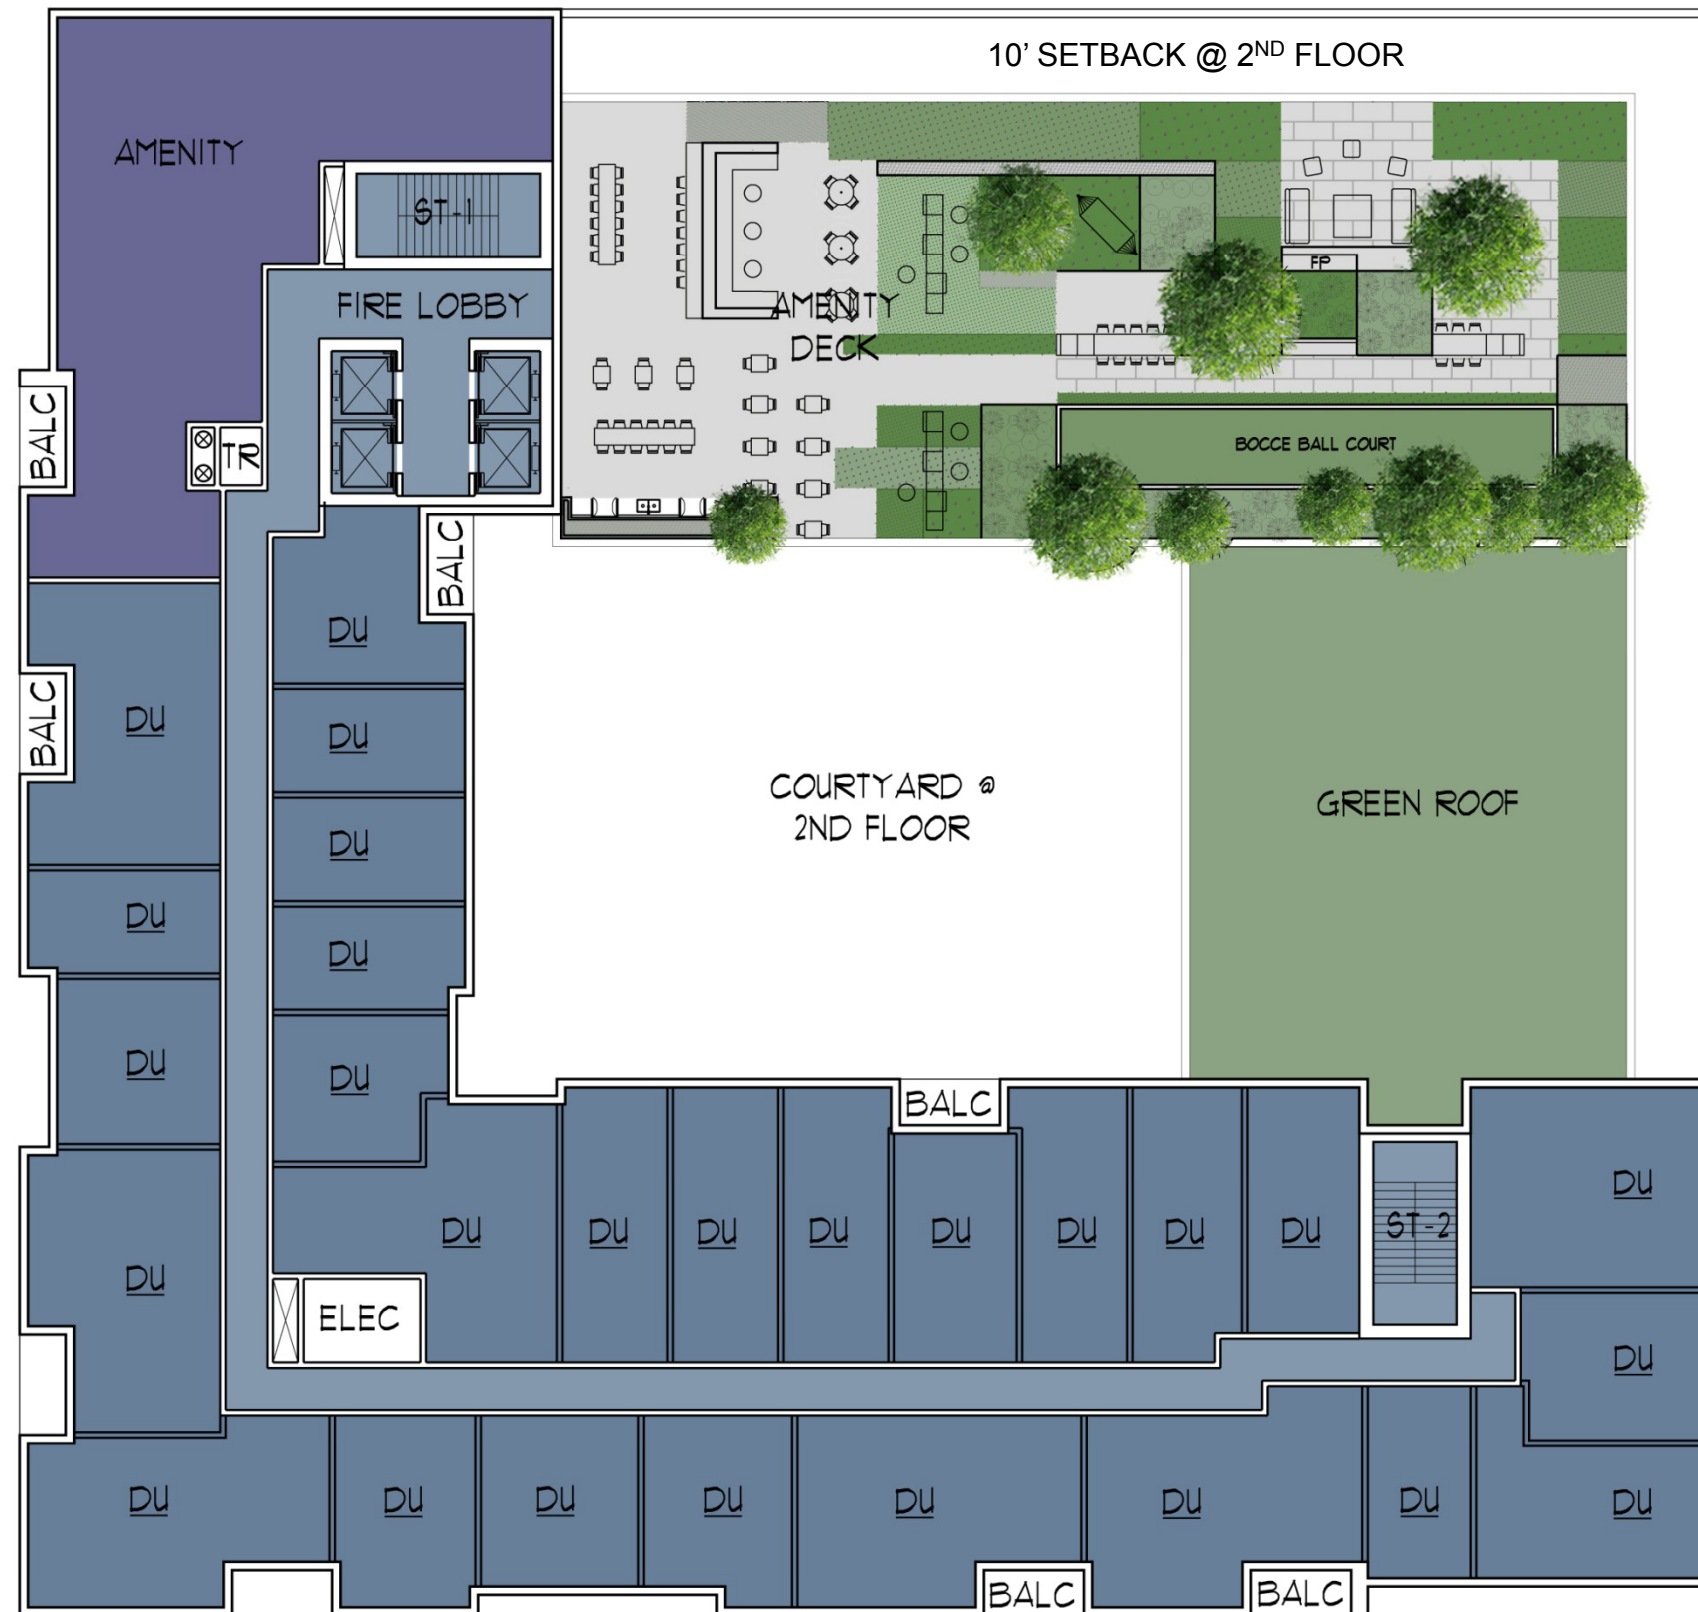 10’ SETBACK @ 2ND FLOOR
AMENITY
ST-1
FIRE LOBBY
AMENITY
DECK
FP
BALC
TR
BOCCE BALL COURT
BALC
DU
DU
BALC
DU
COURTYARD @
2ND FLOOR
GREEN ROOF
DU
DU
DU
DU
DU
BALC
DU
DU
DU
DU
DU
DU
DU
DU
DU
ST-2
DU
DU
ELEC
DU
DU
DU
DU
DU
DU
DU
DU
DU
BALC
BALC